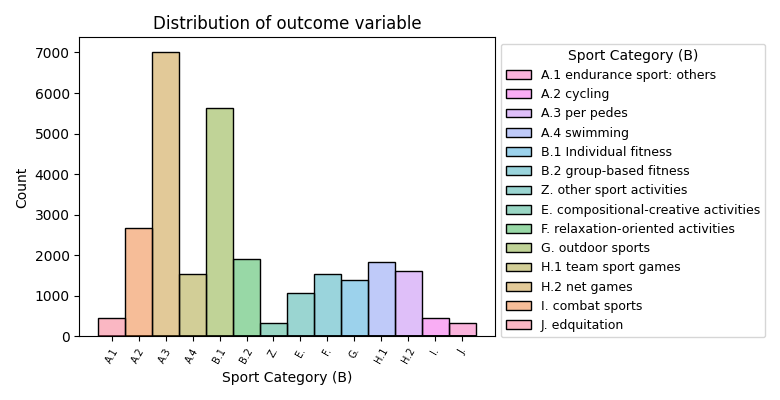 Distribution of outcome variable
7000
6000
5000
4000
3000
2000
1000
0
Count
A.1
A.2
A.3
A.4
B.1
B.2
Z.
E.
F.
G.
H.1
H.2
I.
J.
Sport Category (B)
Sport Category (B)
A.1 endurance sport: others
A.2 cycling
A.3 per pedes
A.4 swimming
B.1 Individual fitness
B.2 group-based fitness
Z. other sport activities
E. compositional-creative activities
F. relaxation-oriented activities
G. outdoor sports
H.1 team sport games
H.2 net games
I. combat sports
J. edquitation